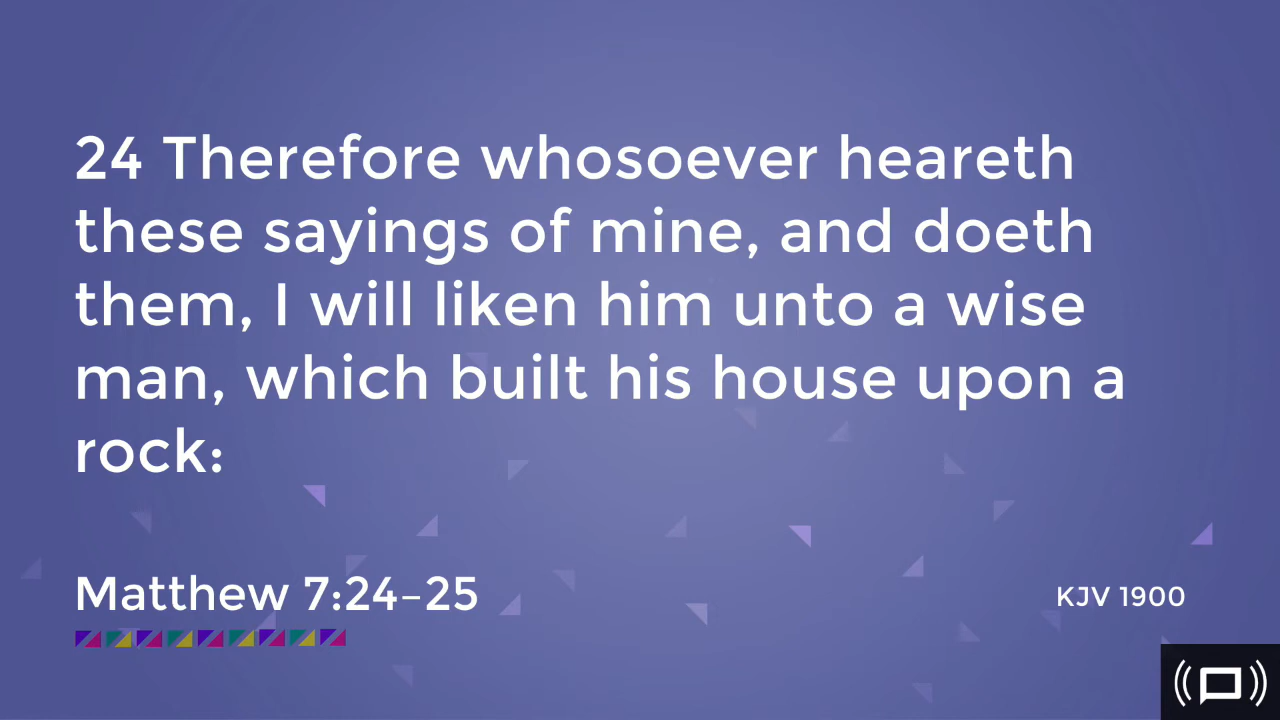 24 Therefore whosoever heareth
these sayings of mine, and doeth
them, I will liken him unto a wise
man, which built his house upon a
rock:
Matthew 7:24–25
KJV 1900